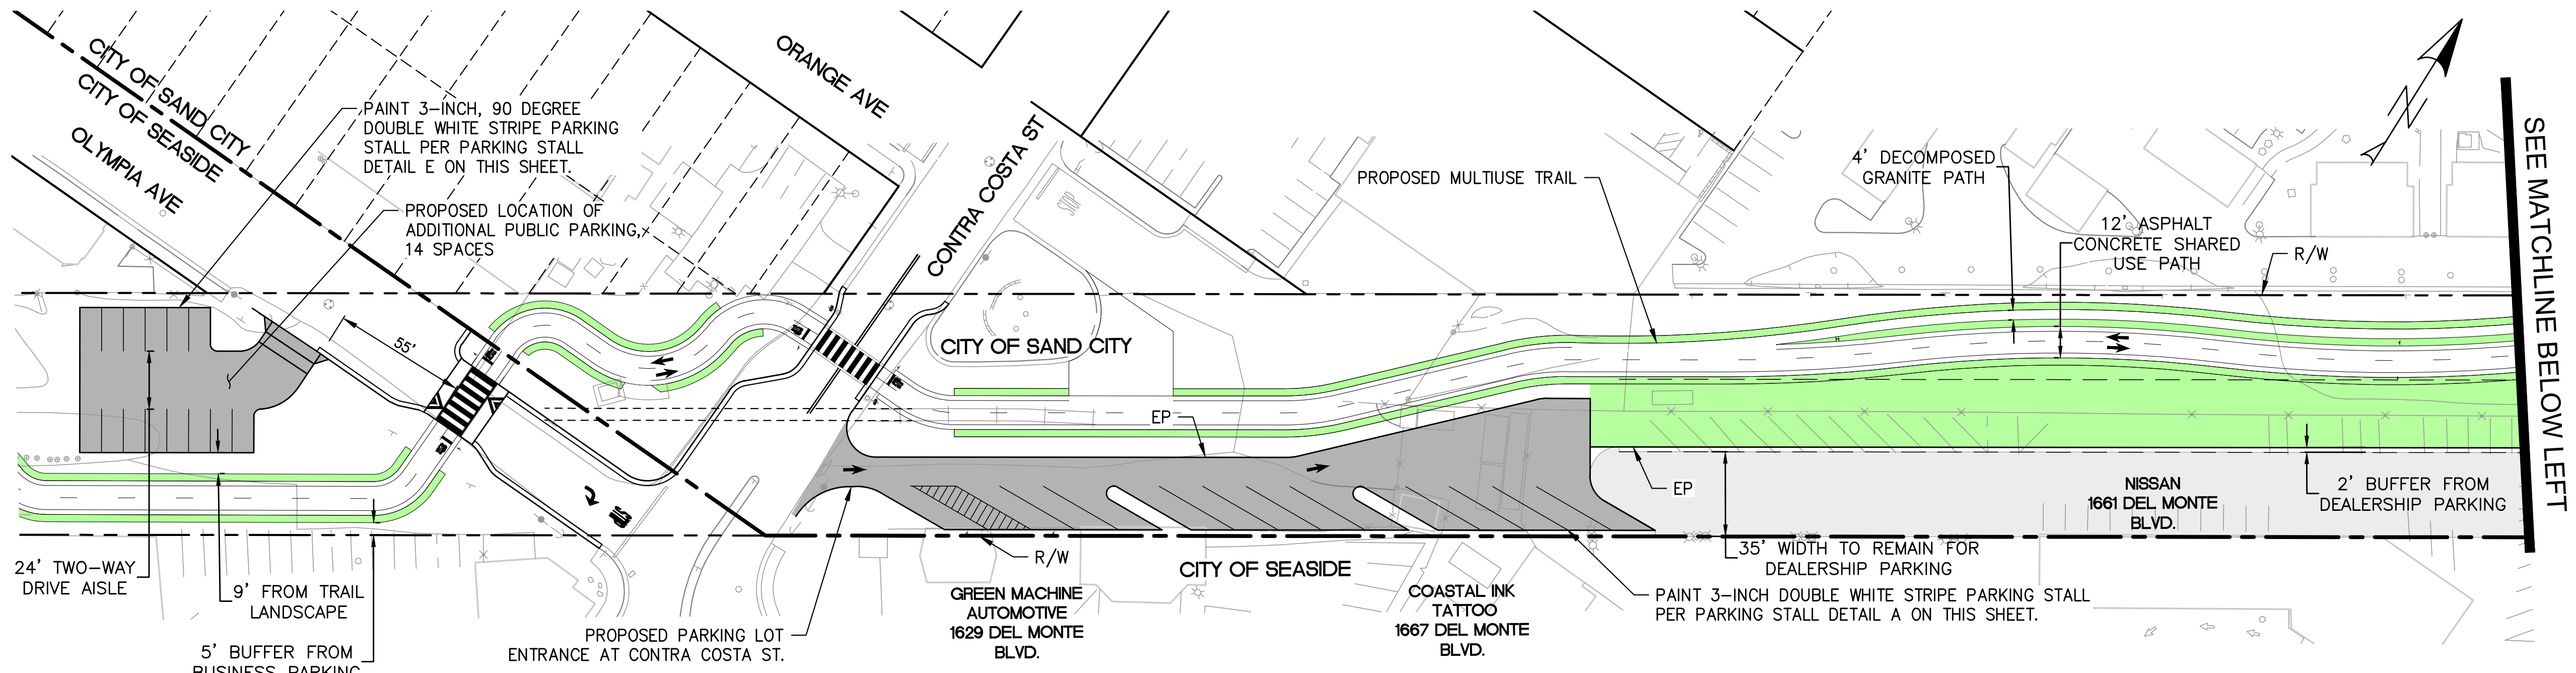 CITY OF SAND CITY
CITY OF SEASIDE
OLYMPIA AVE
PAINT 3-INCH, 90 DEGREE
DOUBLE WHITE STRIPE PARKING
STALL PER PARKING STALL
DETAIL E ON THIS SHEET.
PROPOSED LOCATION OF
ADDITIONAL PUBLIC PARKING,
14 SPACES
ORANGE AVE
CONTRA COSTA ST
STOP
PROPOSED MULTIUSE TRAIL
4' DECOMPOSED
GRANITE PATH
12' ASPHALT
CONCRETE SHARED
USE PATH
R/W
N
SEE MATCHLINE BELOW LEFT
55'
CITY OF SAND CITY
EP
EP
NISSAN
1661 DEL MONTE
BLVD.
2' BUFFER FROM
DEALERSHIP PARKING
24' TWO-WAY
DRIVE AISLE
9' FROM TRAIL
LANDSCAPE
5' BUFFER FROM
BUSINESS PARKING
STOP
PROPOSED PARKING LOT
ENTRANCE AT CONTRA COSTA ST.
R/W
GREEN MACHINE
AUTOMOTIVE
1629 DEL MONTE
BLVD.
CITY OF SEASIDE
COASTAL INK
TATTOO
1667 DEL MONTE
BLVD.
35' WIDTH TO REMAIN FOR
DEALERSHIP PARKING
PAINT 3-INCH DOUBLE WHITE STRIPE PARKING STALL
PER PARKING STALL DETAIL A ON THIS SHEET.